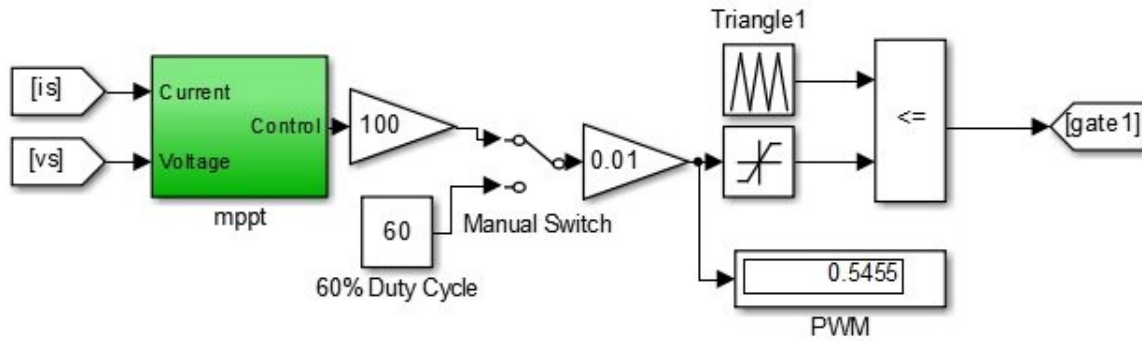 Triangle1
[is]
Current
Control
100
[vs]
Voltage
mppt
0.01
<=
[gate1]
60
Manual Switch
60% Duty Cycle
0.5455
PWM